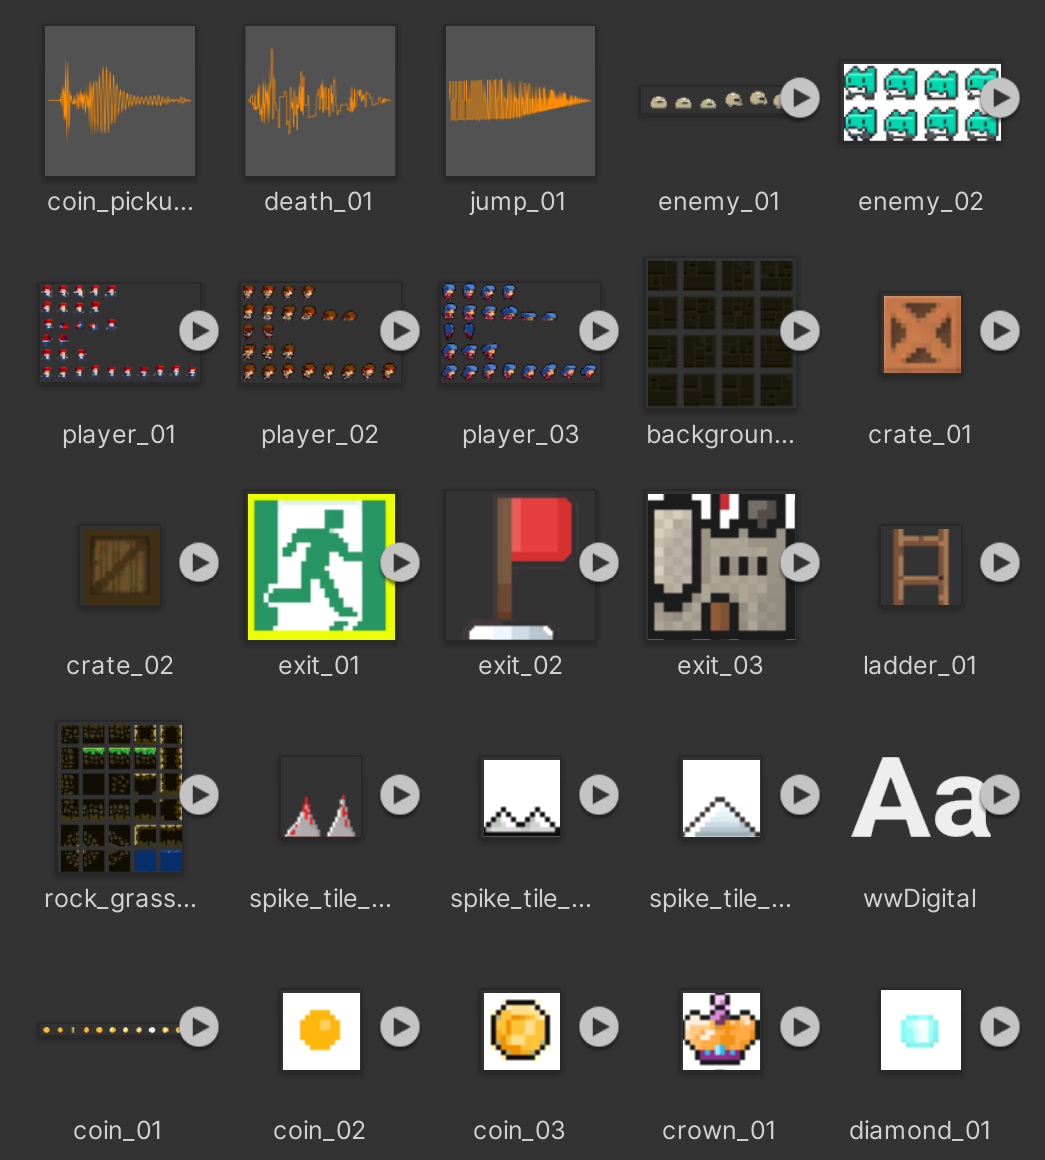 coin_picku...
death_01
jump_01
enemy_01
enemy_02
player_01
player_02
player_03
backgroun...
crate_01
crate_02
exit_01
exit_02
exit_03
ladder_01
Aa
rock_grass...
spike_tile_...
spike_tile_...
spike_tile_...
wwDigital
coin_01
coin_02
coin_03
crown_01
diamond_01